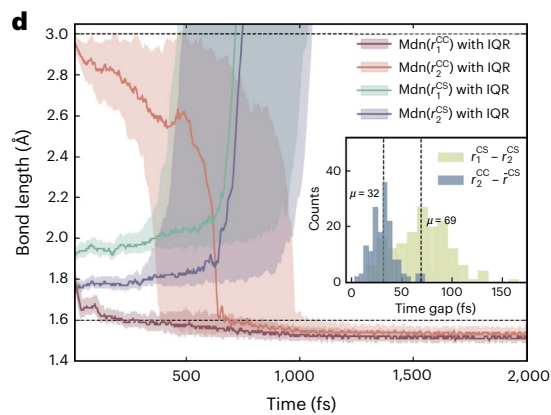 d
3.0
2.8
2.6
2.4
2.2
2.0
1.8
1.6
1.4
Bond length (Å)
500
1,000
1,500
2,000
Time (fs)
Mdn(r₁ᶜᶜ) with IQR
Mdn(r₂ᶜᶜ) with IQR
Mdn(r₁ᶜˢ) with IQR
Mdn(r₂ᶜˢ) with IQR
r₁ᶜˢ – r₂ᶜˢ
r₂ᶜᶜ – r̄ᶜˢ
μ = 32
μ = 69
Counts
40
20
0
0
50
100
150
Time gap (fs)